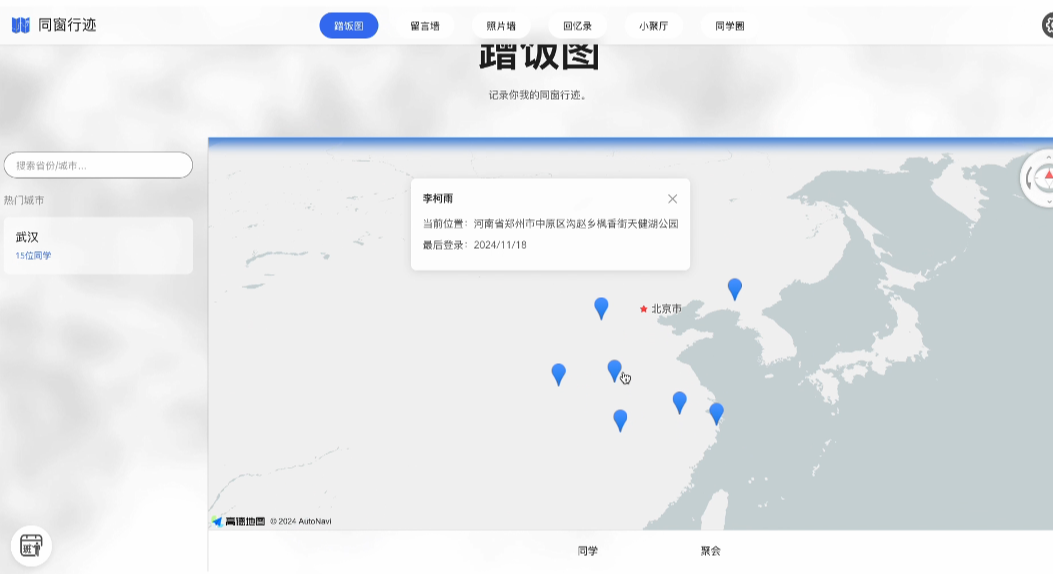 同窗行迹
蹭饭图
留言墙
照片墙
回忆录
小聚厅
同学圈
蹭饭图
记录你我的同窗行迹。
搜索省份/城市...
热门城市
武汉
15位同学
李柯雨
当前位置：河南省郑州市中原区沟赵乡枫香街天健湖公园
最后登录：2024/11/18
北京市
高德地图 © 2024 AutoNavi
同学
聚会